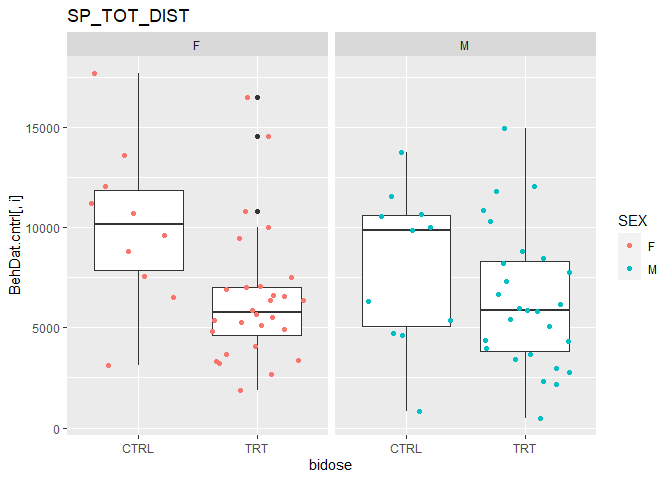 SP_TOT_DIST
F
M
BehDat.cntrl[, i]
15000
10000
5000
0
CTRL
TRT
CTRL
TRT
bidose
SEX
F
M